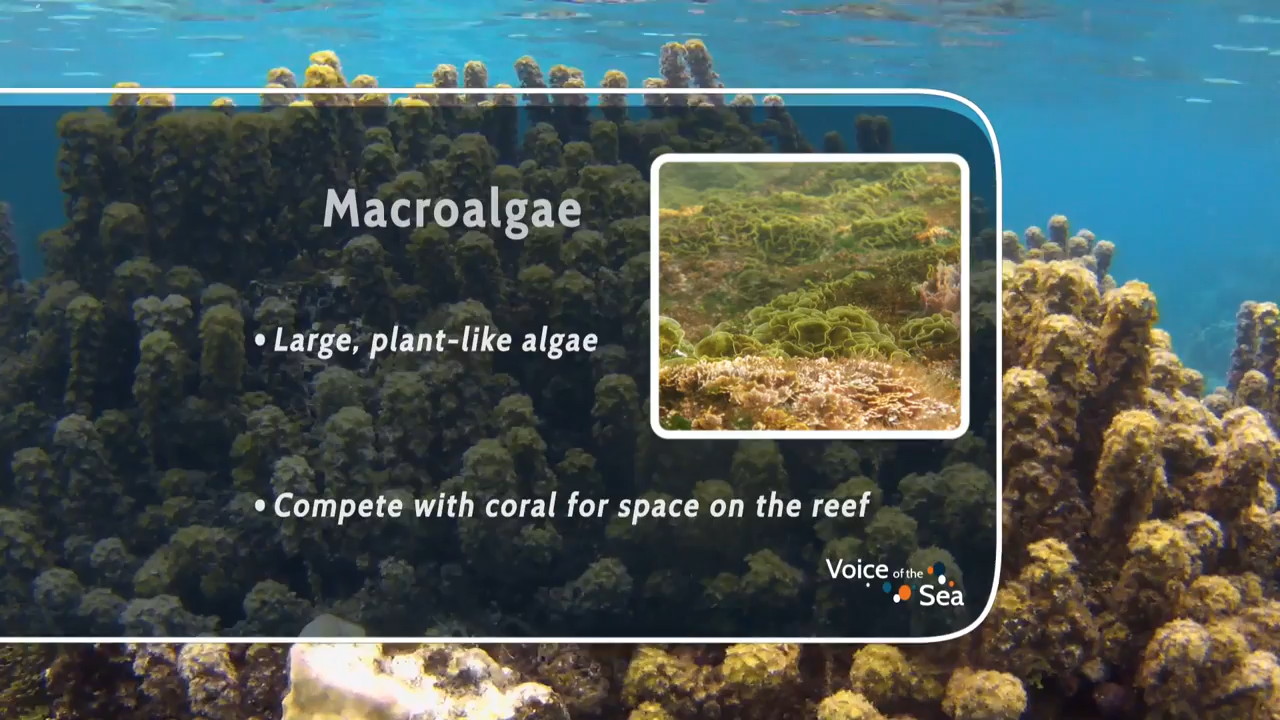 Macroalgae
• Large, plant-like algae
• Compete with coral for space on the reef
Voice of the
Sea